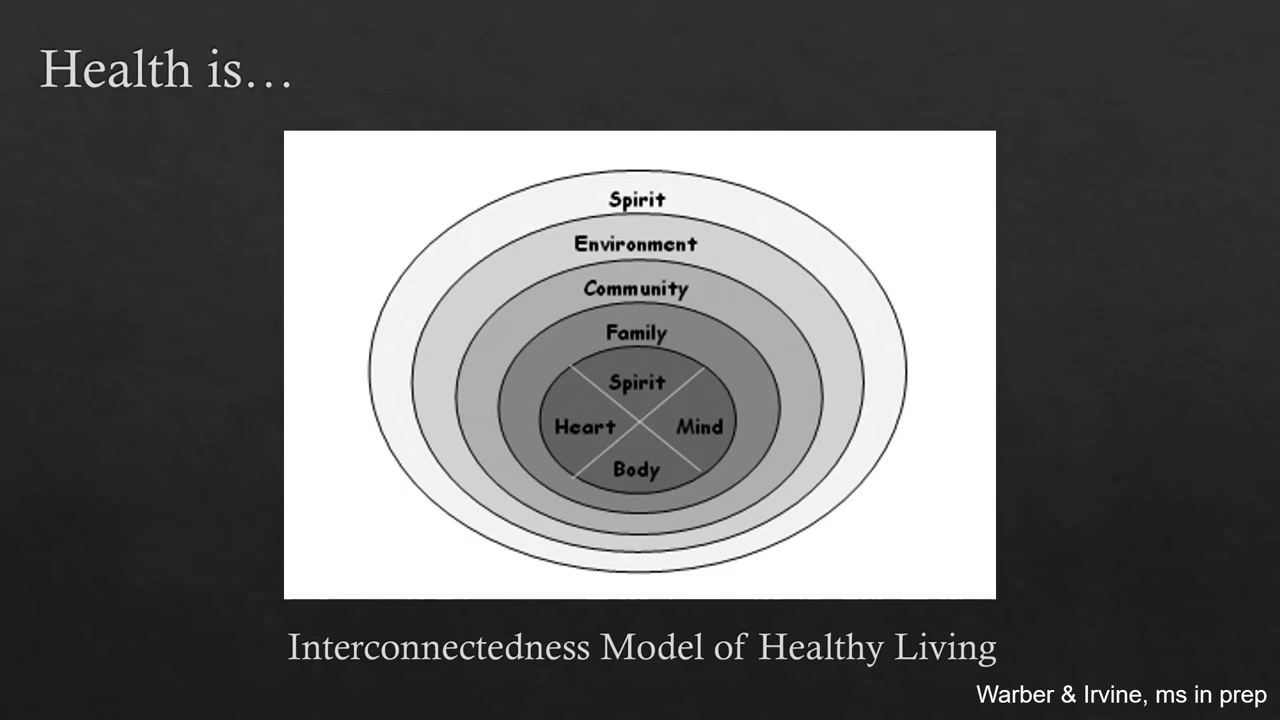 Health is…
Spirit
Environment
Community
Family
Spirit
Heart Mind
Body
Interconnectedness Model of Healthy Living
Warber & Irvine, ms in prep